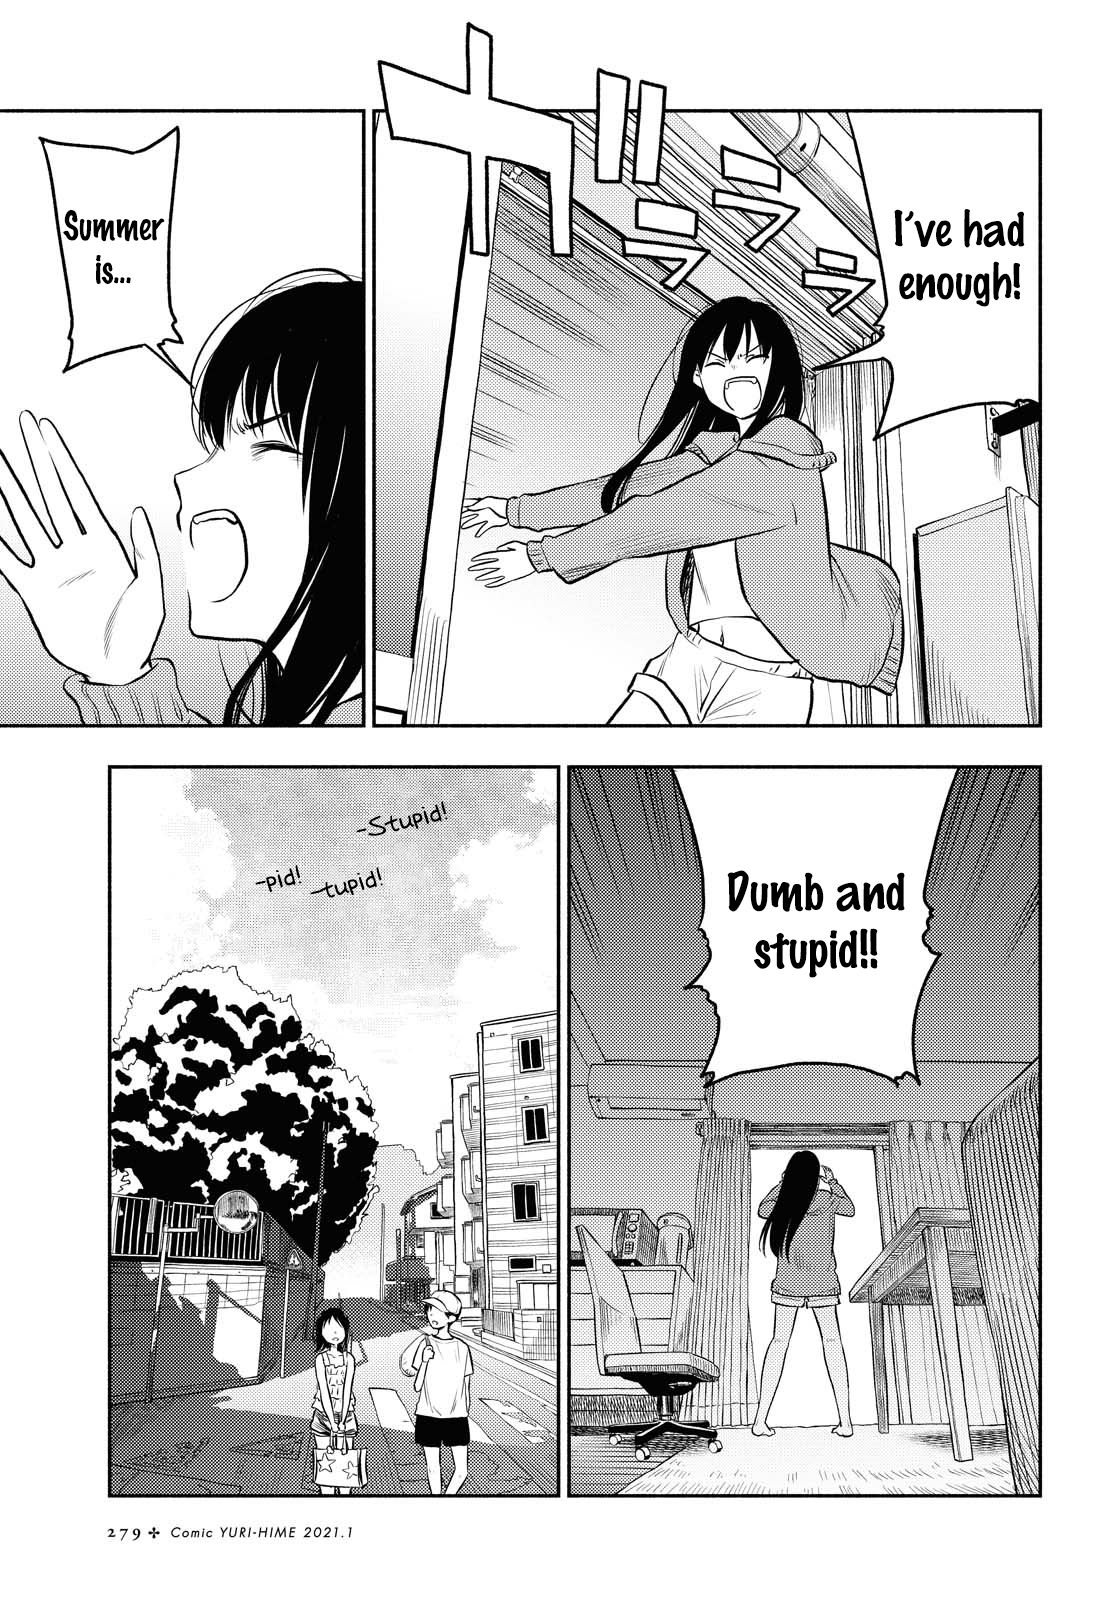 I've had
enough!
ガララララ
Summer
is...
Dumb and
stupid!!
-Stupid!
-tupid!
-pid!
279 ✢ Comic YURI-HIME 2021.1